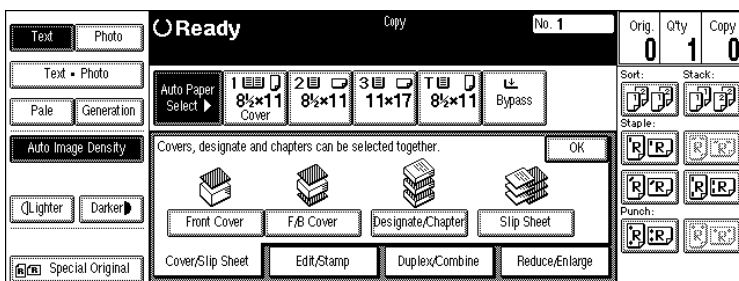 Text Photo
Text • Photo
Pale Generation
Auto Image Density
Lighter Darker
Special Original
Ready
Copy
No. 1
Orig. Q'ty Copy
0 1 0
Auto Paper Select ▶
1 8½×11 Cover
2 8½×11
3 11×17
T 8½×11
Bypass
Covers, designate and chapters can be selected together.
OK
Front Cover F/B Cover Designate/Chapter Slip Sheet
Cover/Slip Sheet Edit/Stamp Duplex/Combine Reduce/Enlarge
Sort: Stack:
Staple:
Punch: